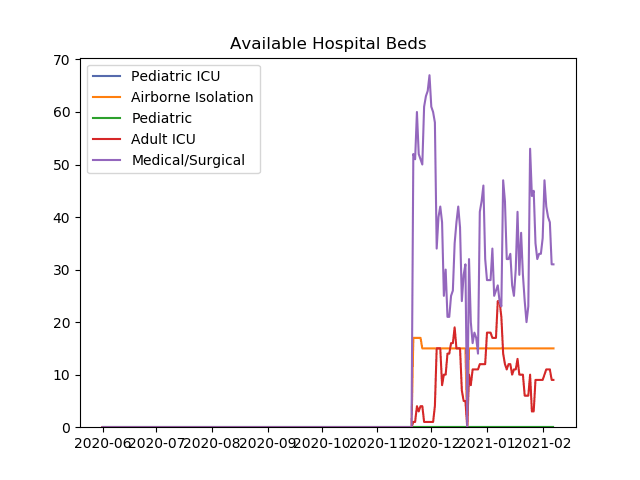 Available Hospital Beds
70
60
50
40
30
20
10
0
Pediatric ICU
Airborne Isolation
Pediatric
Adult ICU
Medical/Surgical
2020-06 2020-07 2020-08 2020-09 2020-10 2020-11 2020-12 2021-01 2021-02